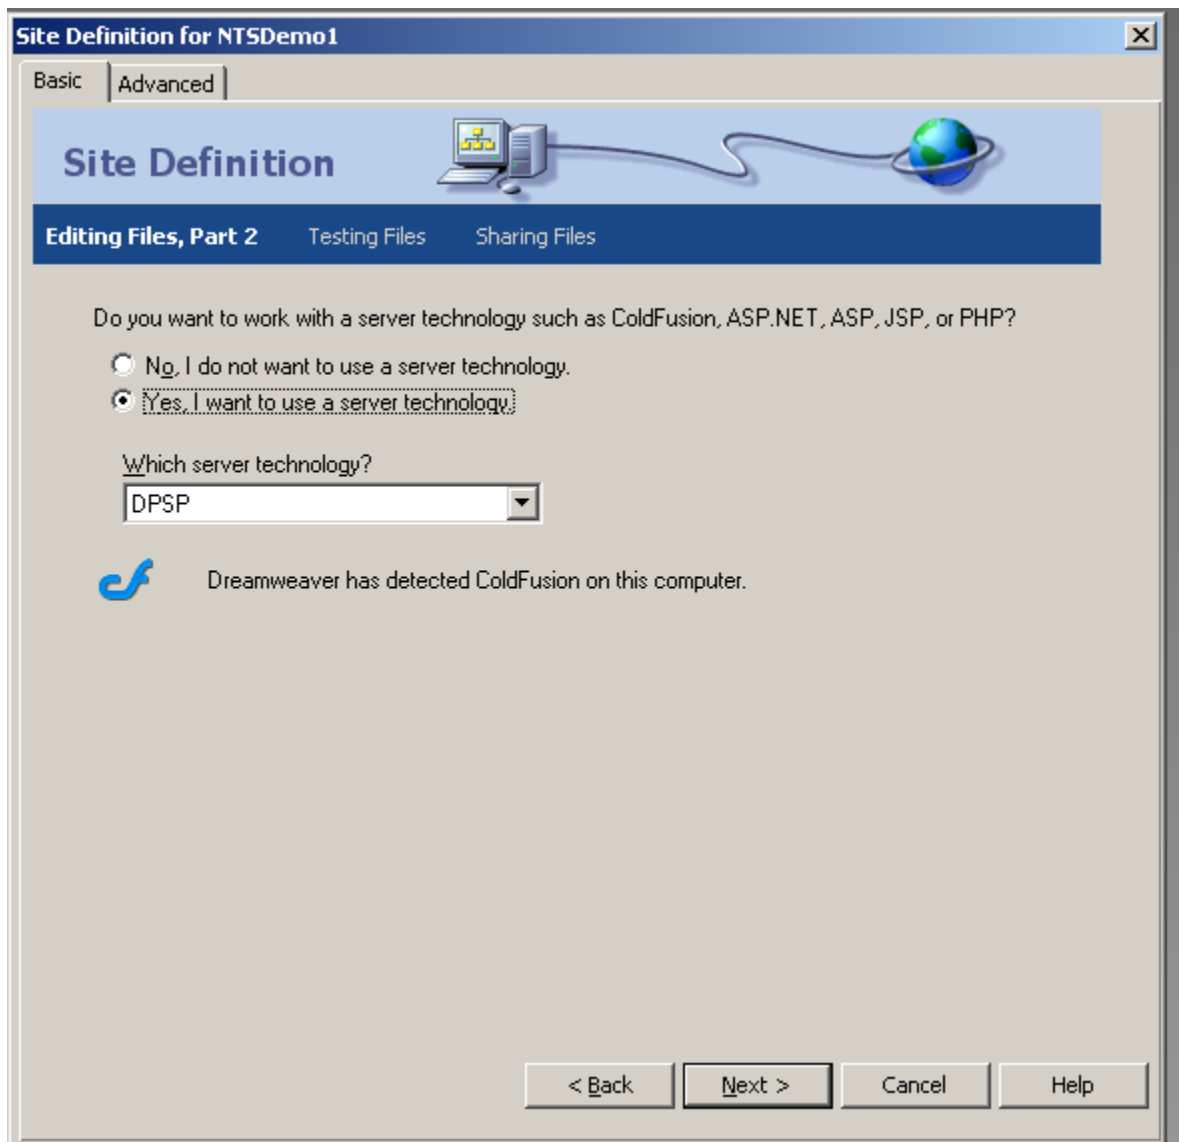 Site Definition for NTSDemo1
Basic Advanced
Site Definition
Editing Files, Part 2 Testing Files Sharing Files
Do you want to work with a server technology such as ColdFusion, ASP.NET, ASP, JSP, or PHP?
No, I do not want to use a server technology.
Yes, I want to use a server technology.
Which server technology?
DPSP
Dreamweaver has detected ColdFusion on this computer.
< Back Next > Cancel Help